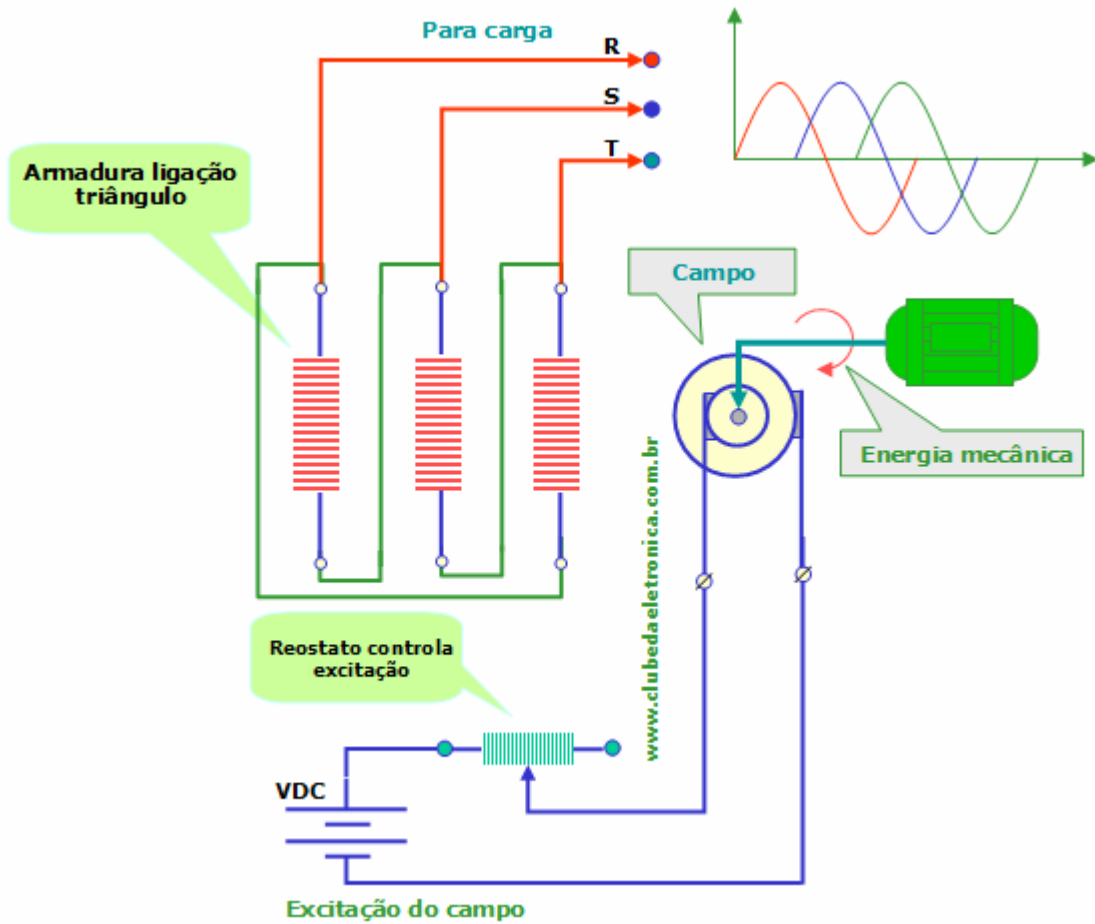 Para carga
R
S
T
Armadura ligação
triângulo
Campo
Energia mecânica
www.clubedaeletronica.com.br
Reostato controla
excitação
VDC
Excitação do campo